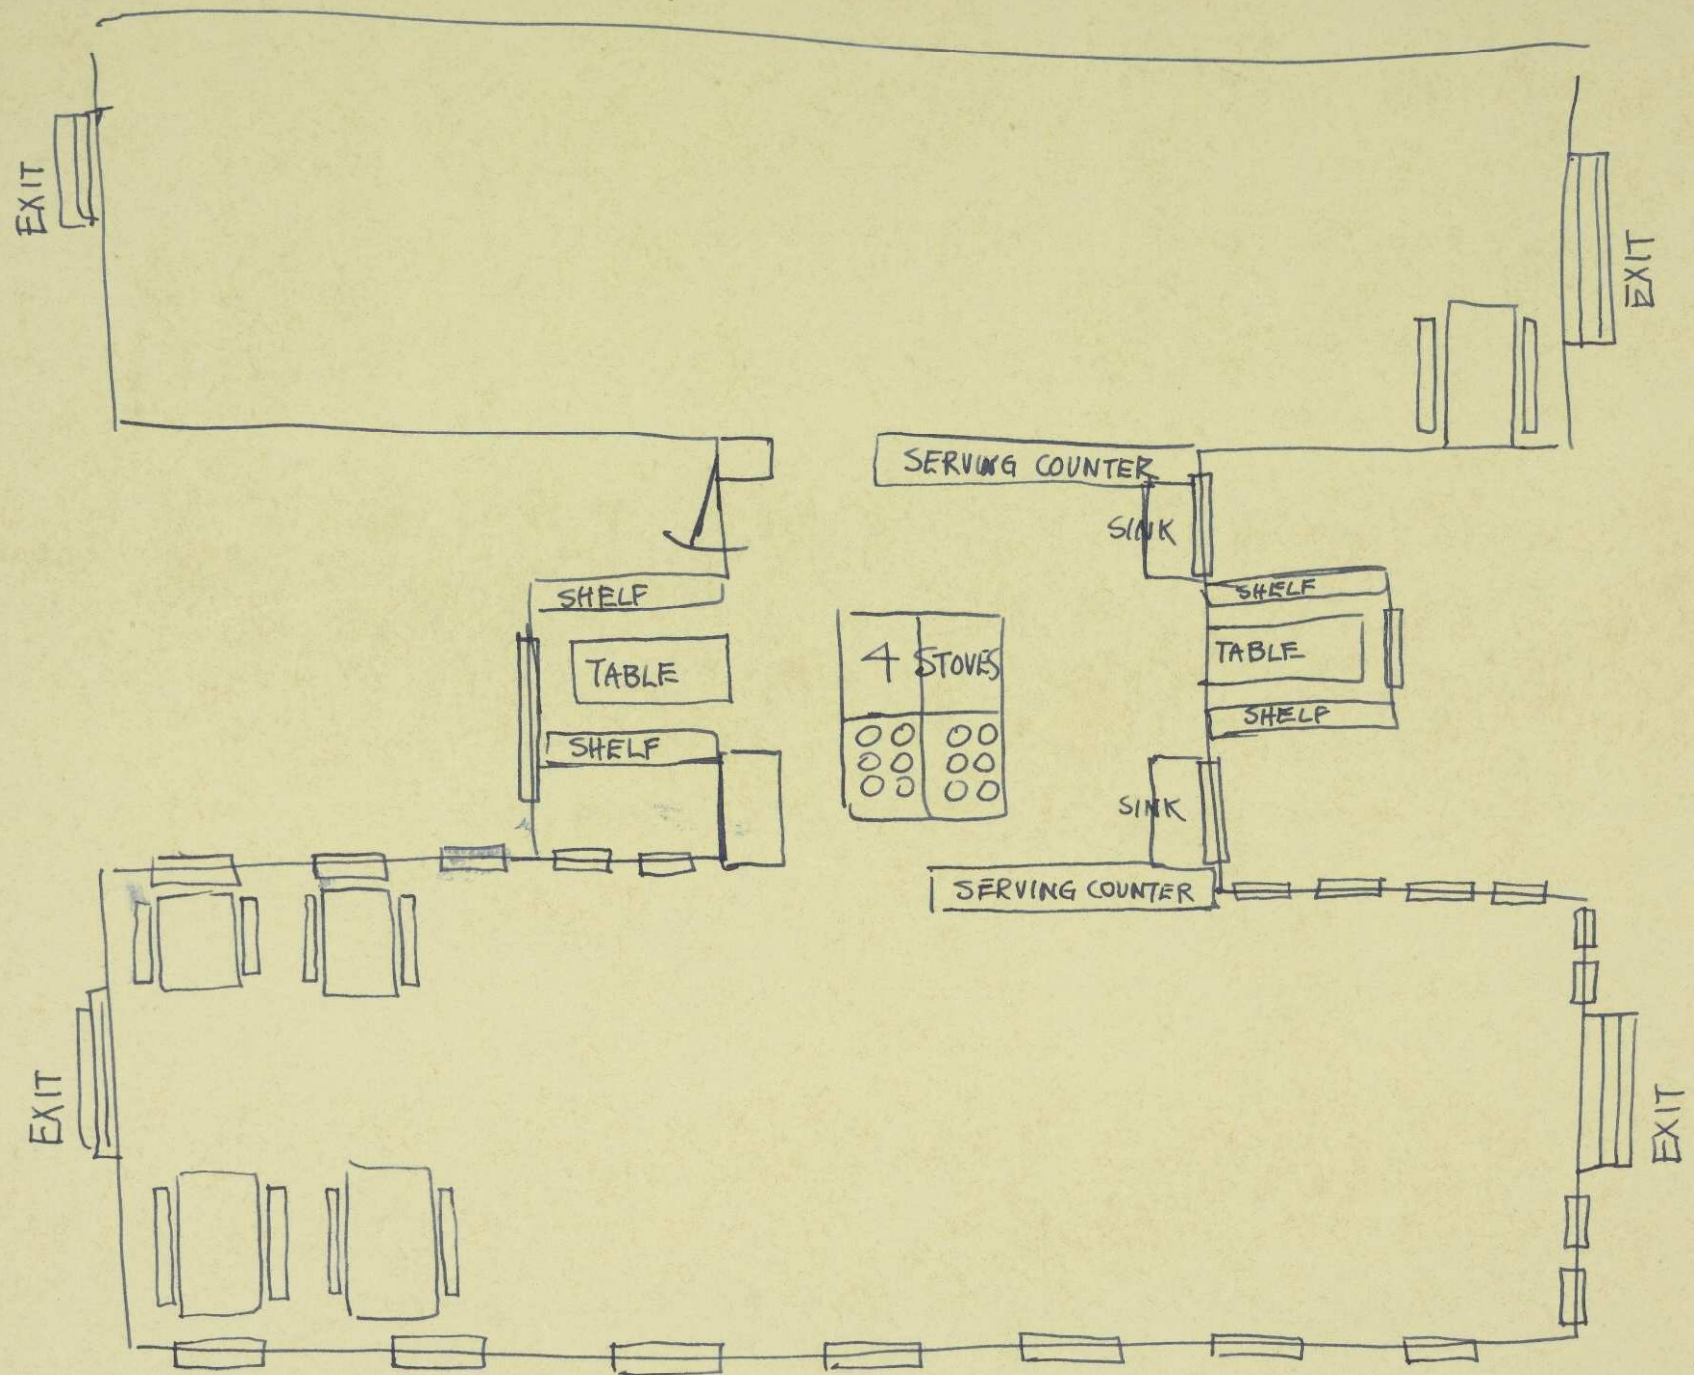 EXIT
EXIT
SERVING COUNTER
SINK
SHELF
SHELF
TABLE
4 STOVES
TABLE
SHELF
SHELF
SINK
SERVING COUNTER
EXIT
EXIT